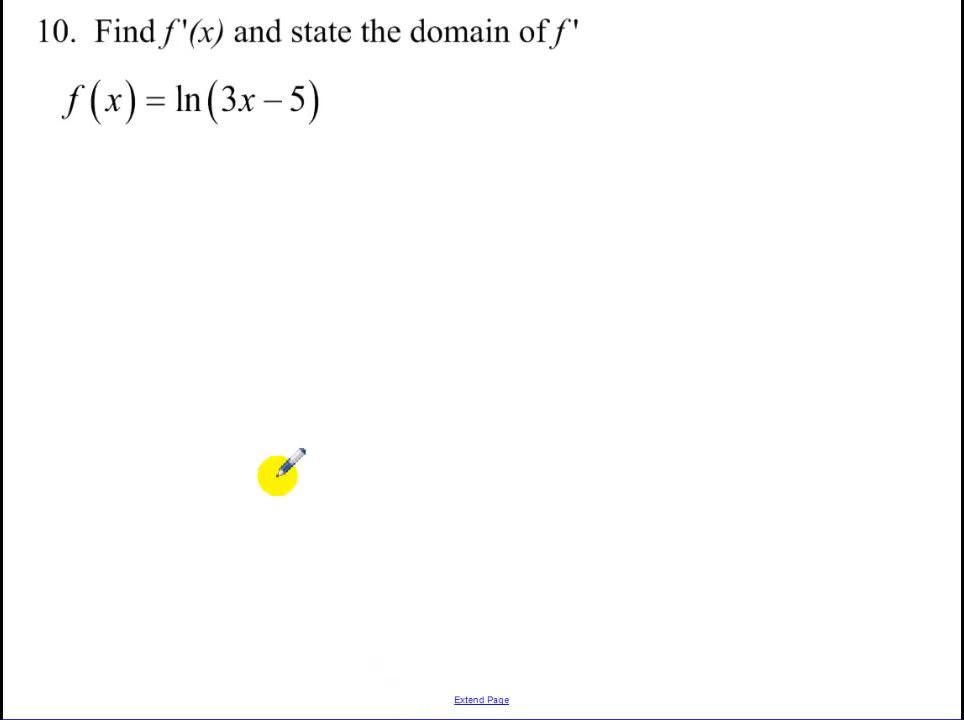 10. Find f'(x) and state the domain of f'
f(x) = ln(3x – 5)
Extend Page